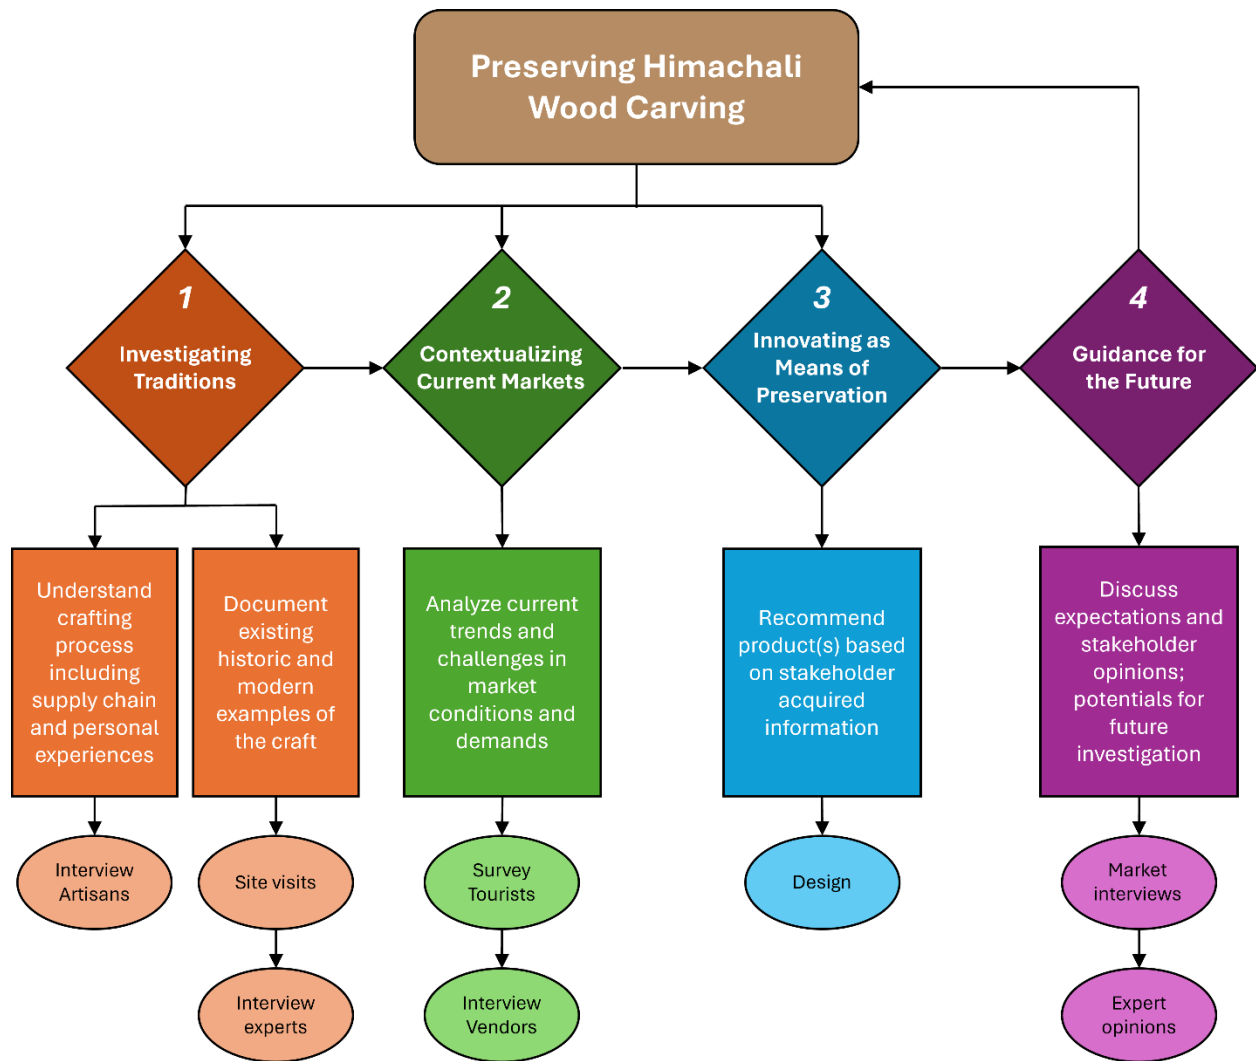 Preserving Himachali
Wood Carving
1
Investigating
Traditions
2
Contextualizing
Current Markets
3
Innovating as
Means of
Preservation
4
Guidance for
the Future
Understand
crafting
process
including
supply chain
and personal
experiences
Document
existing
historic and
modern
examples of
the craft
Analyze current
trends and
challenges in
market
conditions and
demands
Recommend
product(s) based
on stakeholder
acquired
information
Discuss
expectations and
stakeholder
opinions;
potentials for
future
investigation
Interview
Artisans
Site visits
Survey
Tourists
Design
Market
interviews
Interview
experts
Interview
Vendors
Expert
opinions